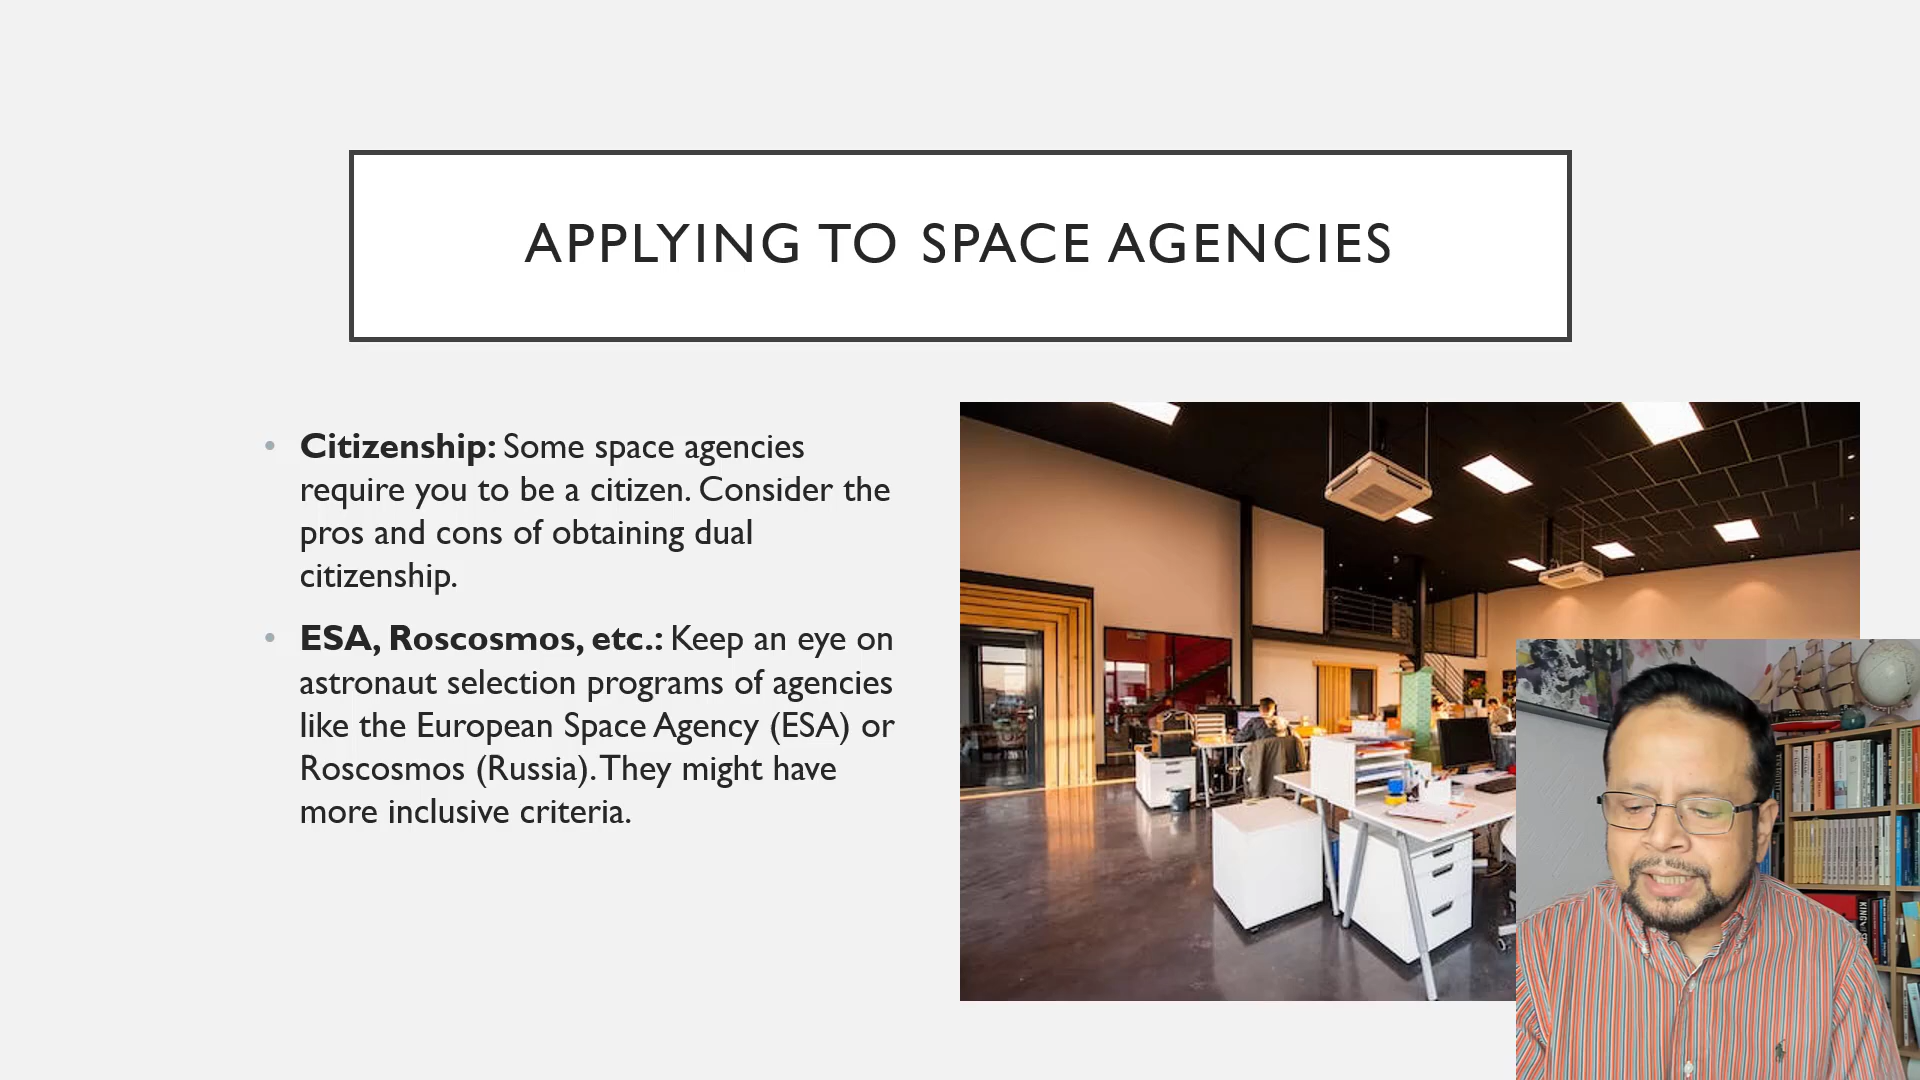 APPLYING TO SPACE AGENCIES
• Citizenship: Some space agencies
require you to be a citizen. Consider the
pros and cons of obtaining dual
citizenship.
• ESA, Roscosmos, etc.: Keep an eye on
astronaut selection programs of agencies
like the European Space Agency (ESA) or
Roscosmos (Russia). They might have
more inclusive criteria.